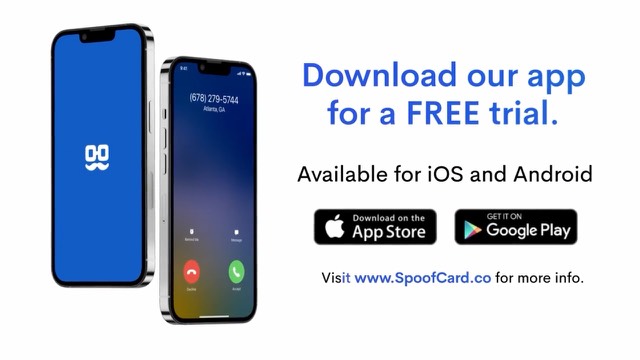 Download our app
for a FREE trial.
Available for iOS and Android
Download on the
App Store
GET IT ON
Google Play
Visit www.SpoofCard.co for more info.
(678) 279-5744
Atlanta, GA